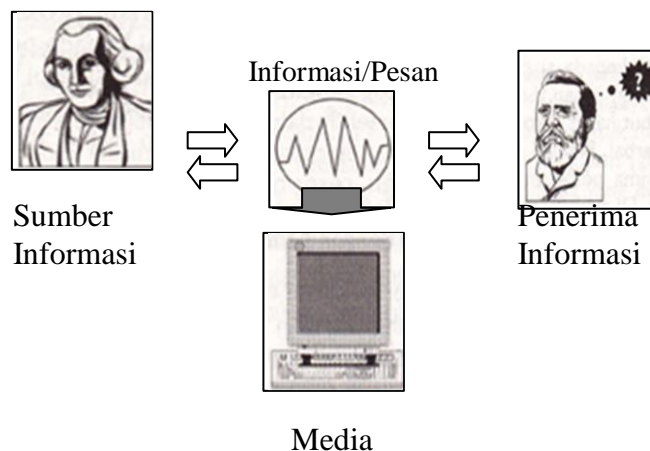 Informasi/Pesan
?
Sumber
Informasi
Penerima
Informasi
Media